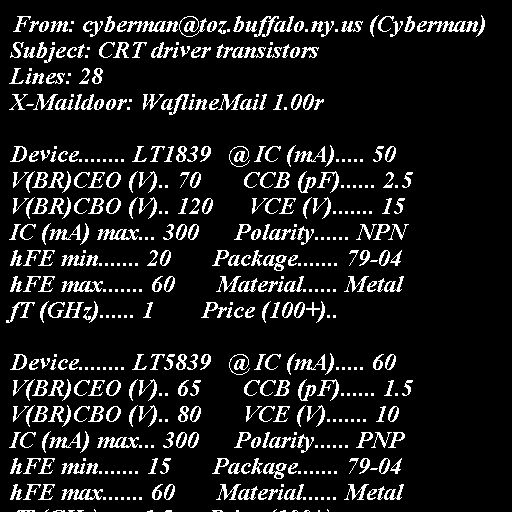 From: cyberman@toz.buffalo.ny.us (Cyberman)
Subject: CRT driver transistors
Lines: 28
X-Maildoor: WaflineMail 1.00r

Device........ LT1839   @ IC (mA)..... 50
V(BR)CEO (V).. 70       CCB (pF)...... 2.5
V(BR)CBO (V).. 120      VCE (V)....... 15
IC (mA) max... 300      Polarity...... NPN
hFE min....... 20       Package....... 79-04
hFE max....... 60       Material...... Metal
fT (GHz)...... 1        Price (100+)..

Device........ LT5839   @ IC (mA)..... 60
V(BR)CEO (V).. 65       CCB (pF)...... 1.5
V(BR)CBO (V).. 80       VCE (V)....... 10
IC (mA) max... 300      Polarity...... PNP
hFE min....... 15       Package....... 79-04
hFE max....... 60       Material...... Metal